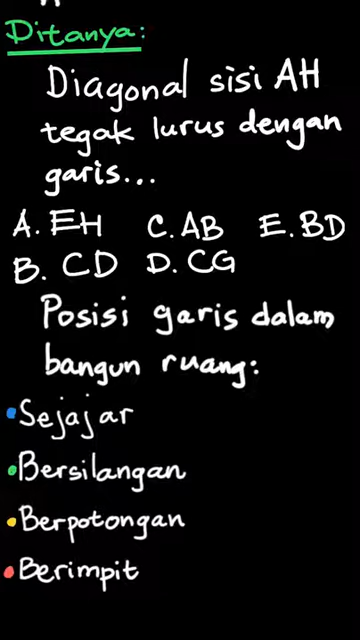 Ditanya:
Diagonal sisi AH
tegak lurus dengan
garis...
A. EH C. AB E. BD
B. CD D. CG
Posisi garis dalam
bangun ruang:
•Sejajar
•Bersilangan
•Berpotongan
•Berimpit